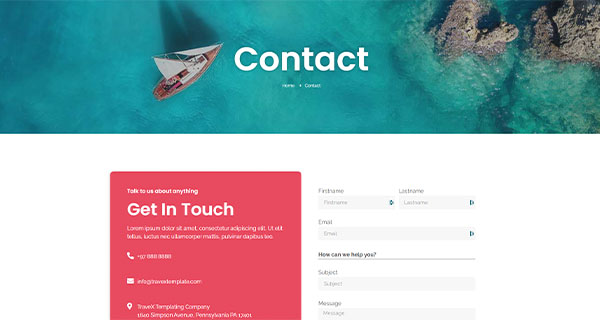 Contact
Home • Contact
Talk to us about anything
Get In Touch
Lorem ipsum dolor sit amet, consectetur adipiscing elit. Ut elit
tellus, luctus nec ullamcorper mattis, pulvinar dapibus leo.
+97 888 8888
info@travextemplate.com
TraveX Templating Company
1640 Simpson Avenue, Pennsylvania PA 17401
Firstname Lastname
Firstname Lastname
Email
Email
How can we help you?
Subject
Subject
Message
Message